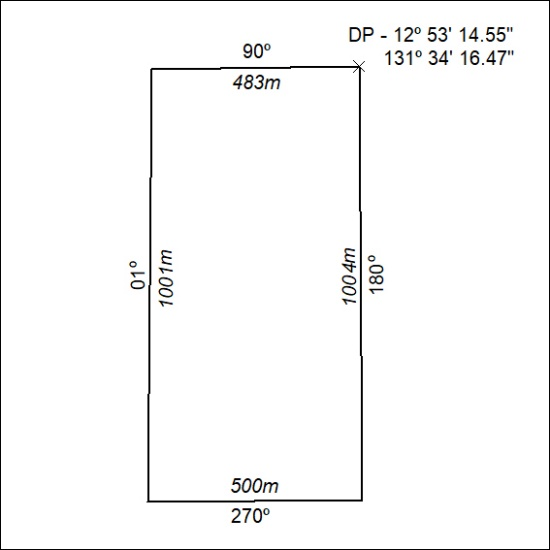 DP - 12º 53' 14.55"
131º 34' 16.47"
90º
483m
01º
1001m
1004m
180º
500m
270º